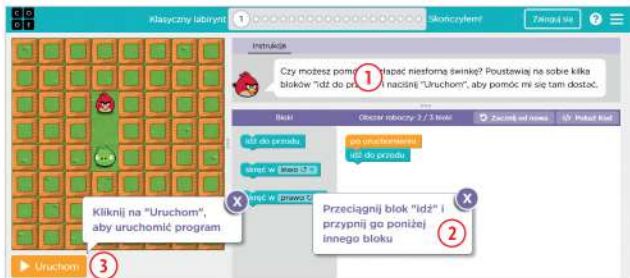 C O
D E
Klasyczny labirynt
1
Skończyłem!
Zaloguj się
?
Instrukcje
Czy możesz pomóc złapać niesforną świnkę? Poustawiaj na sobie kilka
bloków "idź do przodu" i naciśnij "Uruchom", aby pomóc mi się tam dostać.
1
Bloki
Obszar roboczy: 2 / 3 bloki
Zacznij od nowa
Pokaż Kod
idź do przodu
po uruchomieniu
idź do przodu
skręć w lewo
skręć w prawo
X
Kliknij na "Uruchom",
aby uruchomić program
X
Przeciągnij blok "idź" i
przypnij go poniżej
innego bloku
2
Uruchom
3